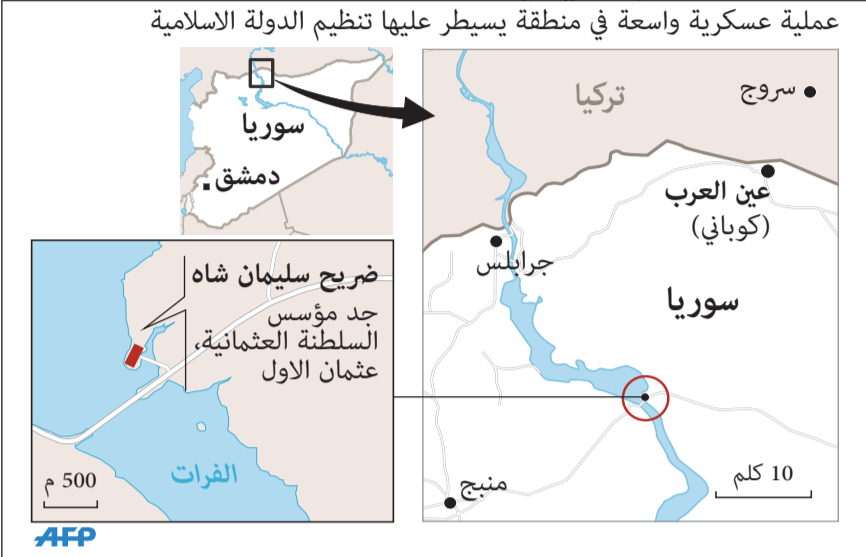 عملية عسكرية واسعة في منطقة يسيطر عليها تنظيم الدولة الاسلامية
سوريا
دمشق
تركيا
سروج
عين العرب
(كوباني)
جرابلس
سوريا
منبج
10 كلم
ضريح سليمان شاه
جد مؤسس
السلطنة العثمانية،
عثمان الاول
الفرات
500 م
AFP